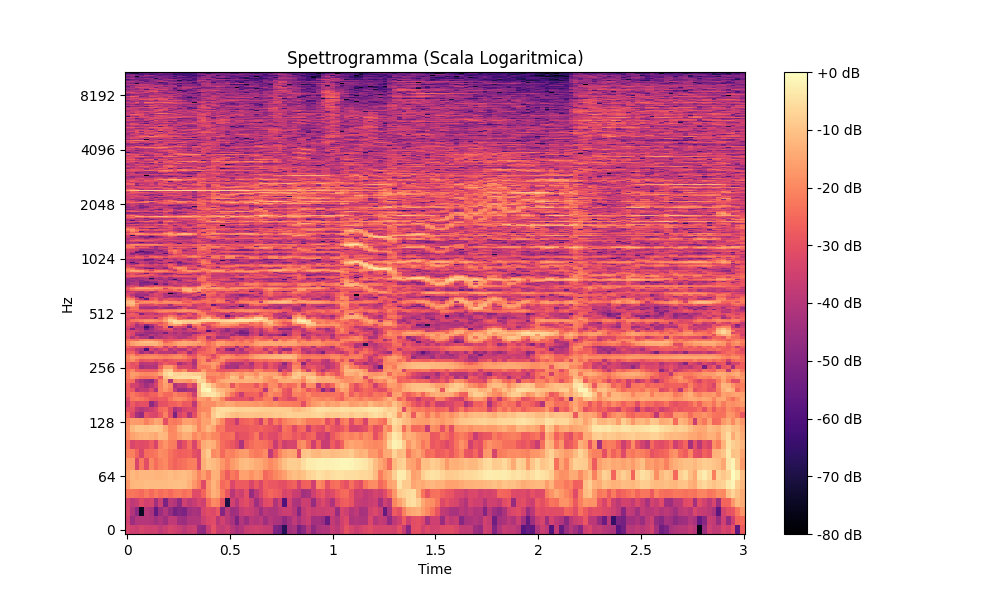 Spettrogramma (Scala Logaritmica)
Hz
8192
4096
2048
1024
512
256
128
64
0
0
0.5
1
1.5
2
2.5
3
Time
+0 dB
-10 dB
-20 dB
-30 dB
-40 dB
-50 dB
-60 dB
-70 dB
-80 dB